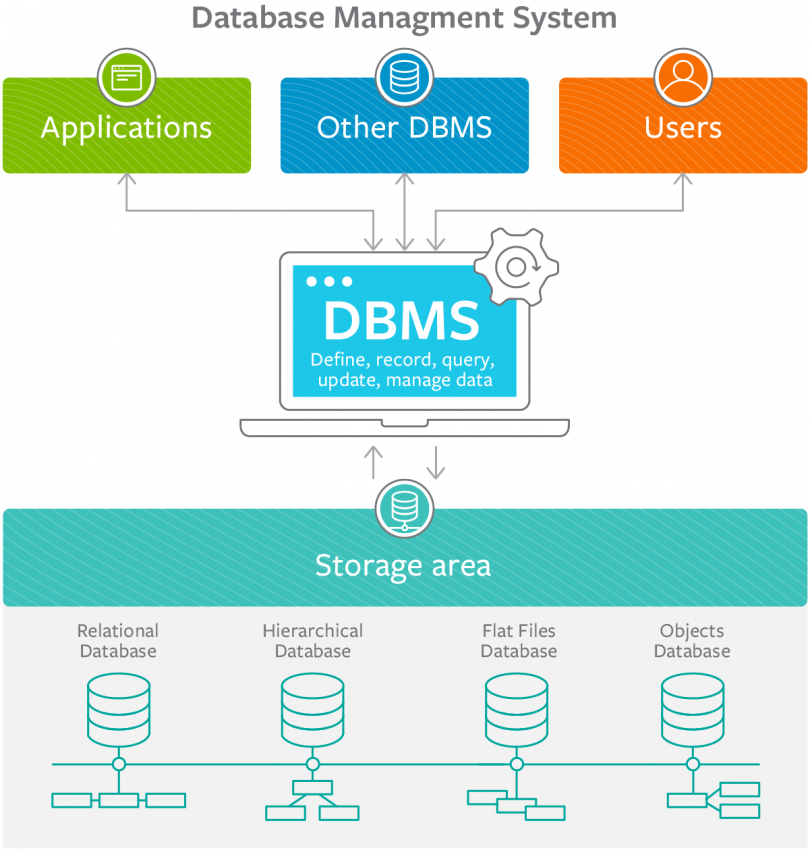 Database Managment System
Applications
Other DBMS
Users
DBMS
Define, record, query,
update, manage data
Storage area
Relational
Database
Hierarchical
Database
Flat Files
Database
Objects
Database